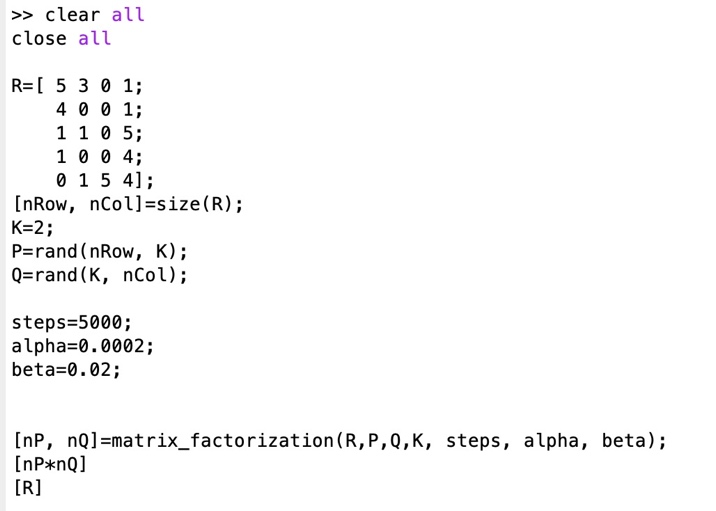 >> clear all
close all
R=[ 5 3 0 1;
4 0 0 1;
1 1 0 5;
1 0 0 4;
0 1 5 4];
[nRow, nCol]=size(R);
K=2;
P=rand(nRow, K);
Q=rand(K, nCol);
steps=5000;
alpha=0.0002;
beta=0.02;
[nP, nQ]=matrix_factorization(R,P,Q,K, steps, alpha, beta);
[nP*nQ]
[R]